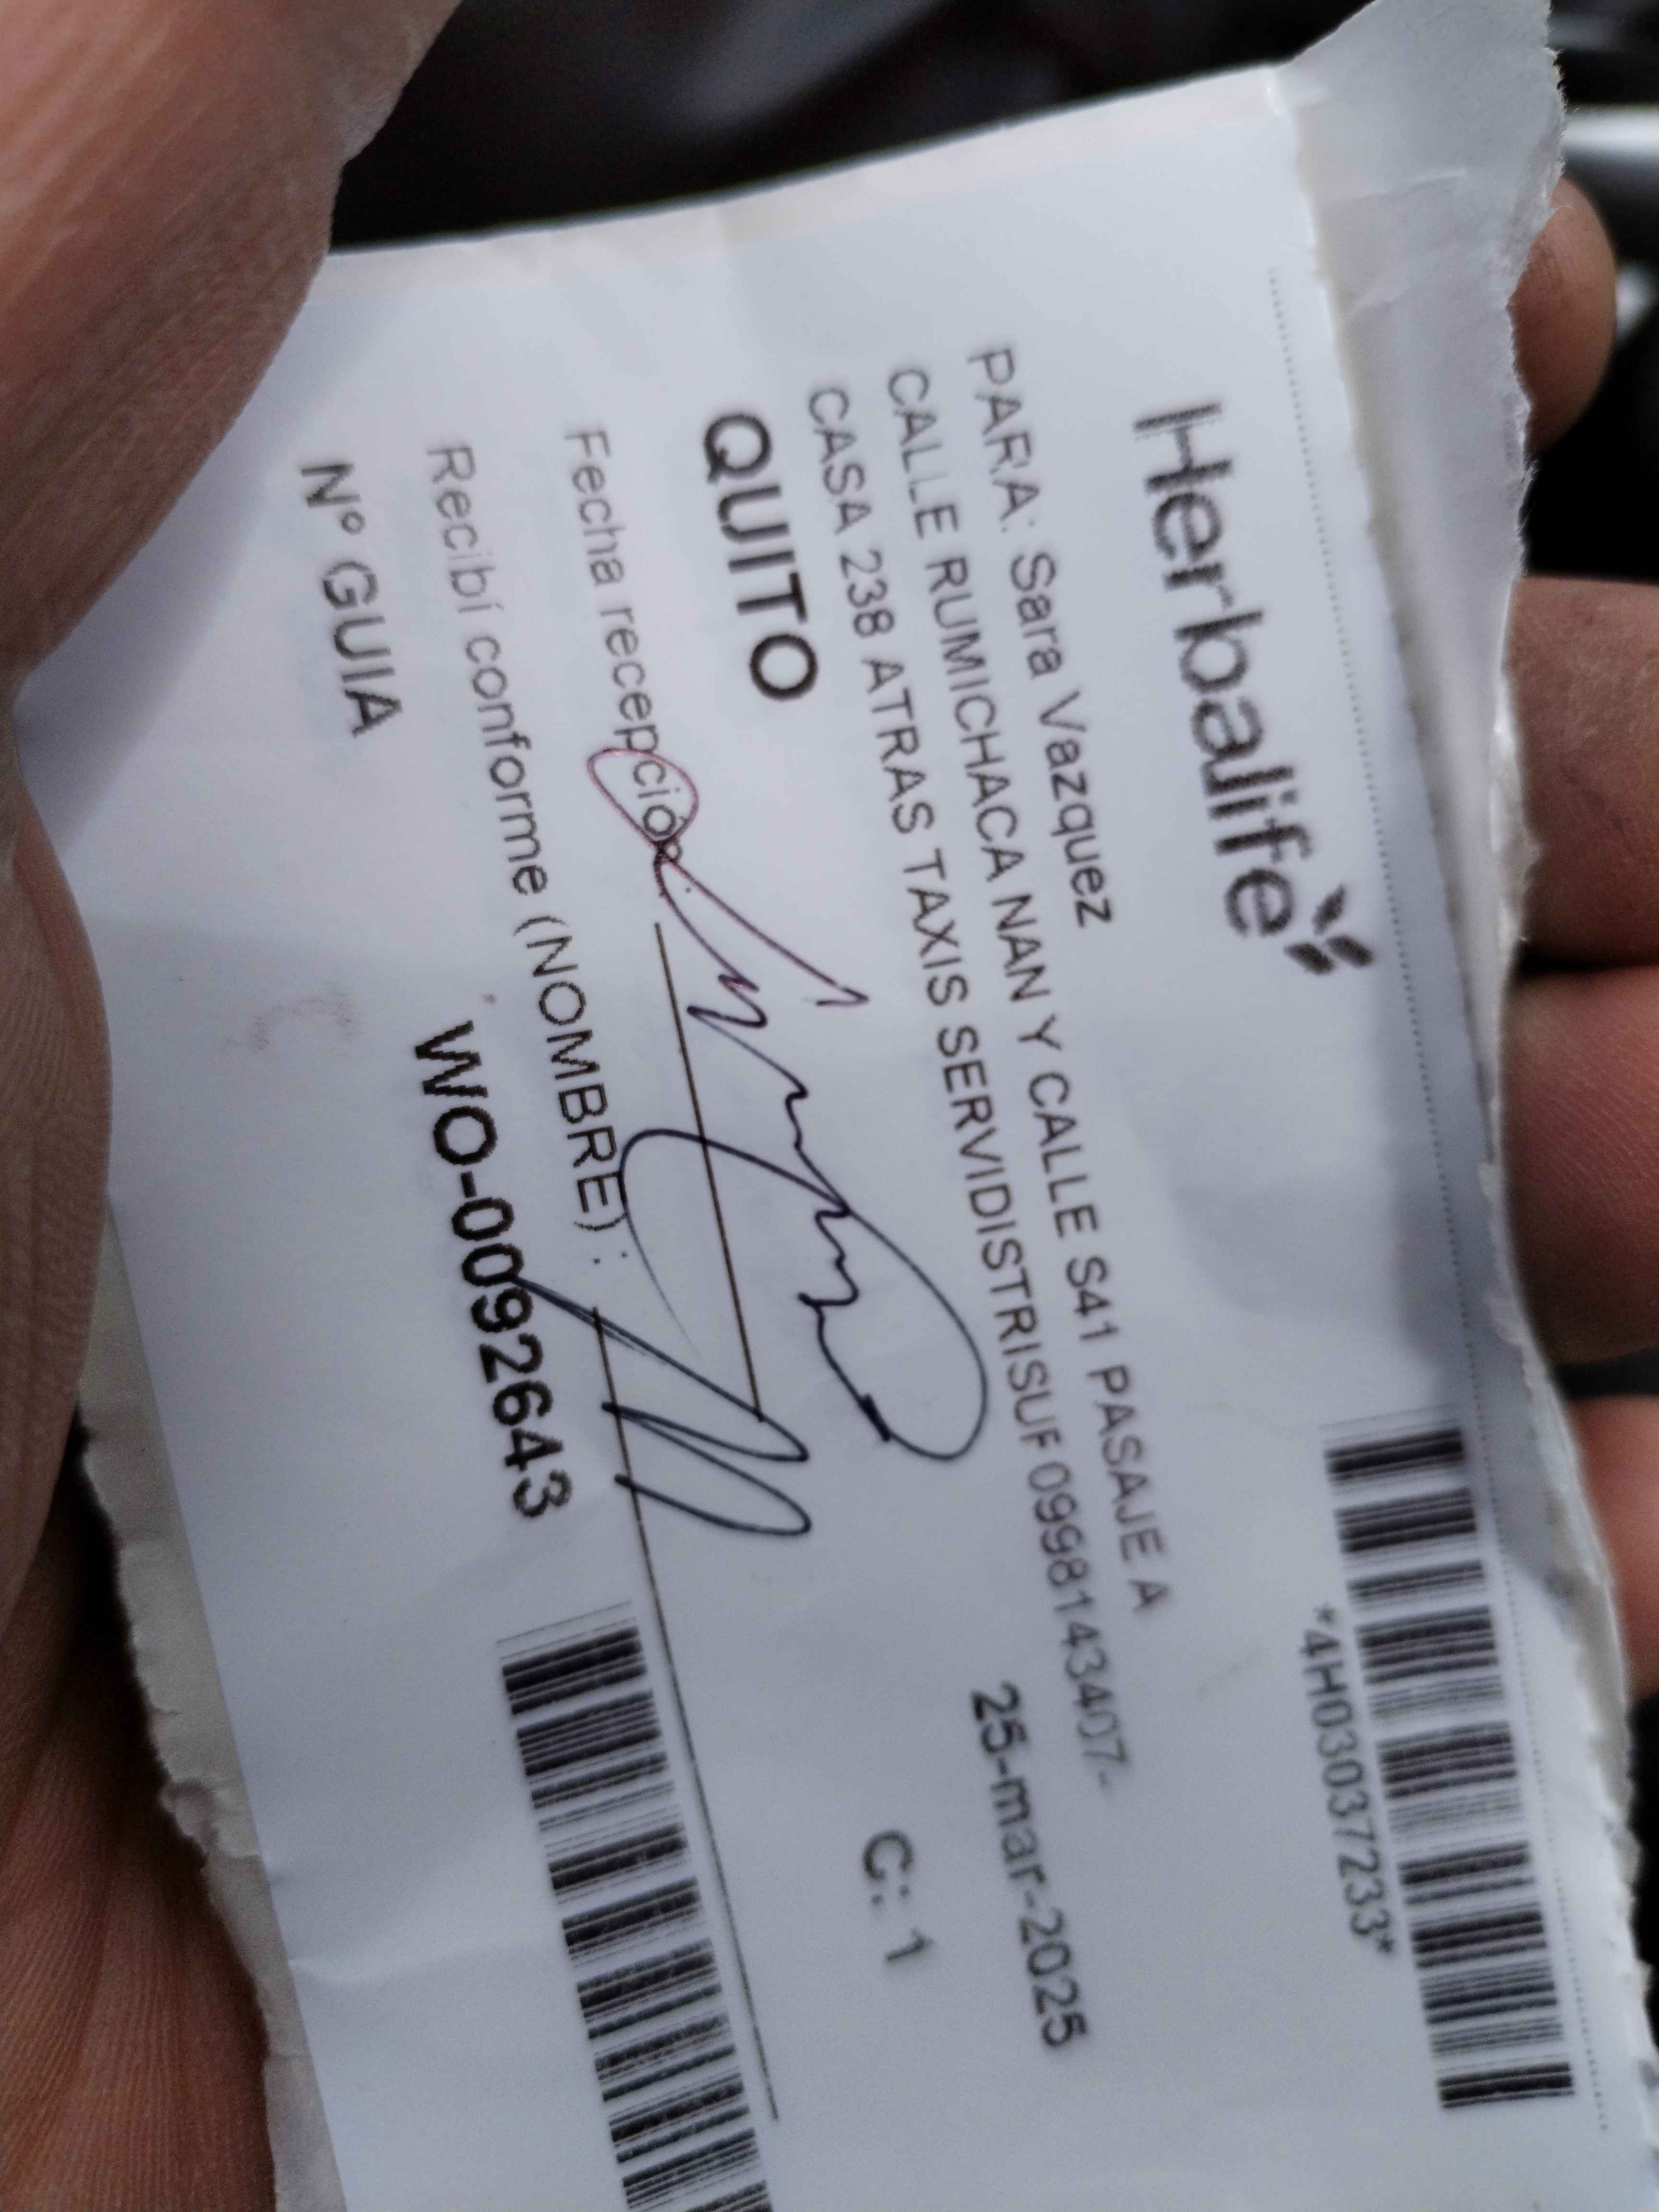 Herbalife
*4H03037233*
PARA: Sara Vazquez
CALLE RUMICHACA NAN Y CALLE S41 PASAJE A
CASA 238 ATRAS TAXIS SERVIDISTRISUF 0998143407-
25-mar-2025
QUITO
C: 1
Fecha recepción
Recibí conforme (NOMBRE) :
Nº GUIA
WO-0092643